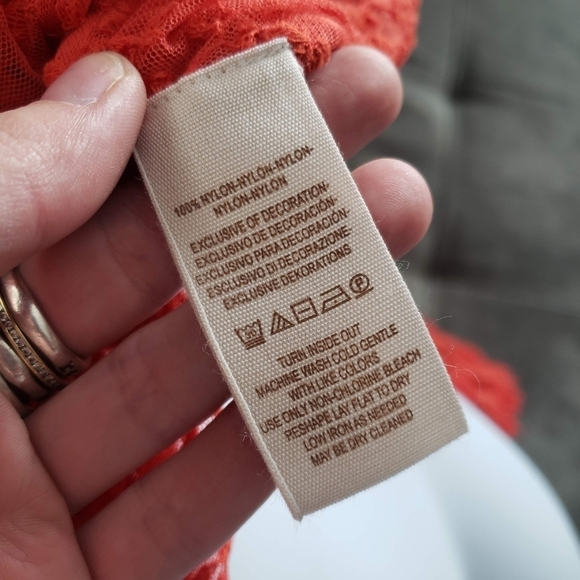 100% NYLON-NYLON-NYLON-
NYLON-NYLON
EXCLUSIVE OF DECORATION-
EXCLUSIVO DE DECORACIÓN-
EXCLUSIVO PARA DECORACIÓN-
ESCLUSIVO DI DECORAZIONE
EXCLUSIVE DEKORATIONS
P
TURN INSIDE OUT
MACHINE WASH COLD GENTLE
WITH LIKE COLORS
USE ONLY NON-CHLORINE BLEACH
RESHAPE LAY FLAT TO DRY
LOW IRON AS NEEDED
MAY BE DRY CLEANED